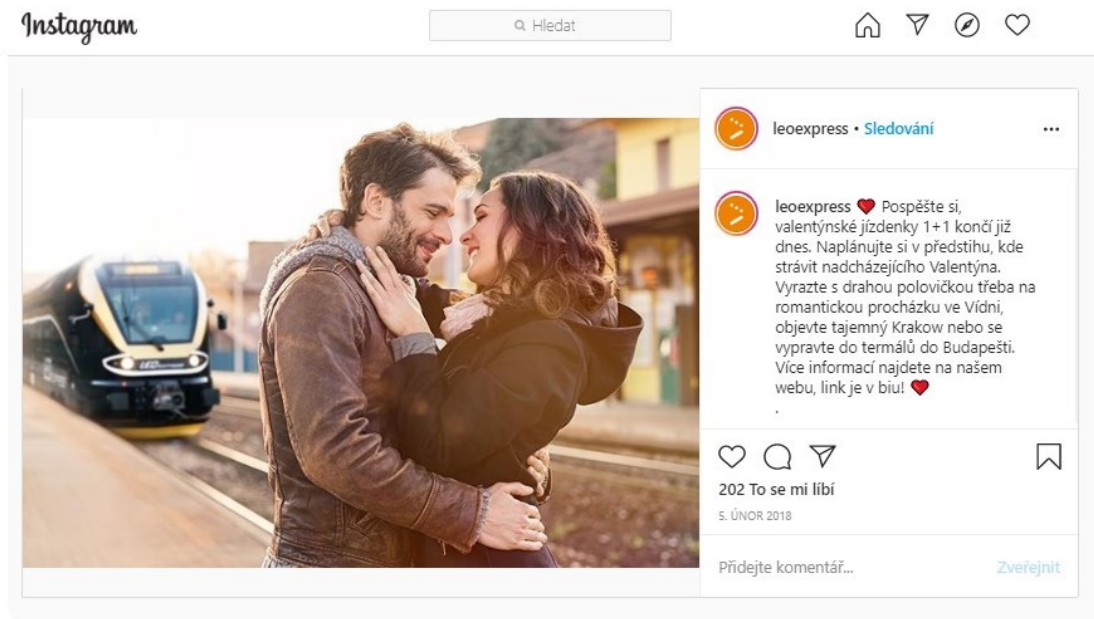 Instagram
Hledat
leoexpress • Sledování
leoexpress ❤ Pospěšte si,
valentýnské jízdenky 1+1 končí již
dnes. Naplánujte si v předstihu, kde
strávit nadcházejícího Valentýna.
Vyrazte s drahou polovičkou třeba na
romantickou procházku ve Vídni,
objevte tajemný Krakow nebo se
vypravte do termálů do Budapešti.
Více informací najdete na našem
webu, link je v biu! ❤
.
202 To se mi líbí
5. ÚNOR 2018
Přidejte komentář...
Zveřejnit